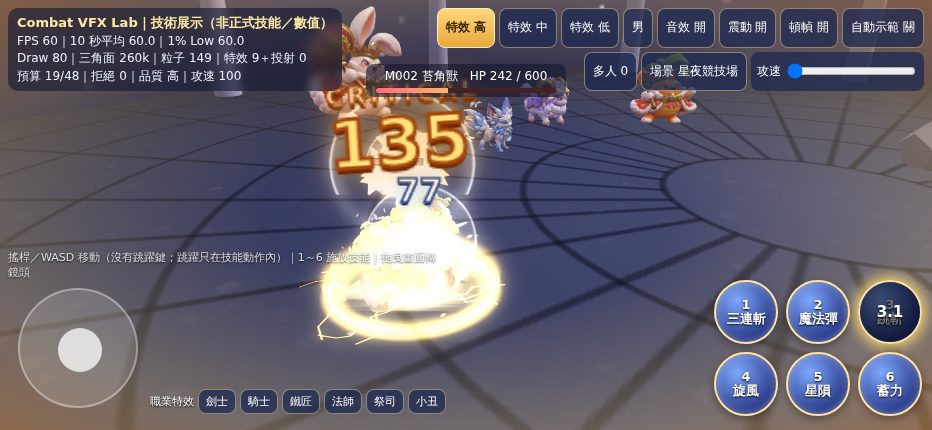 Combat VFX Lab｜技術展示（非正式技能／數值）
FPS 60｜10 秒平均 60.0｜1% Low 60.0
Draw 80｜三角面 260k｜粒子 149｜特效 9＋投射 0
預算 19/48｜拒絕 0｜品質 高｜攻速 100
特效 高
特效 中
特效 低
男
音效 開
震動 開
頓幀 開
自動示範 關
多人 0
場景 星夜競技場
攻速
M002 苔角獸 HP 242 / 600
CRITICAL
135
77
搖桿／WASD 移動（沒有跳躍鍵；跳躍只在技能動作內）｜1～6 施放技能｜拖曳畫面轉
鏡頭
1
三連斬
2
魔法彈
3.1
4
旋風
5
星隕
6
蓄力
職業特效
劍士
騎士
鐵匠
法師
祭司
小丑